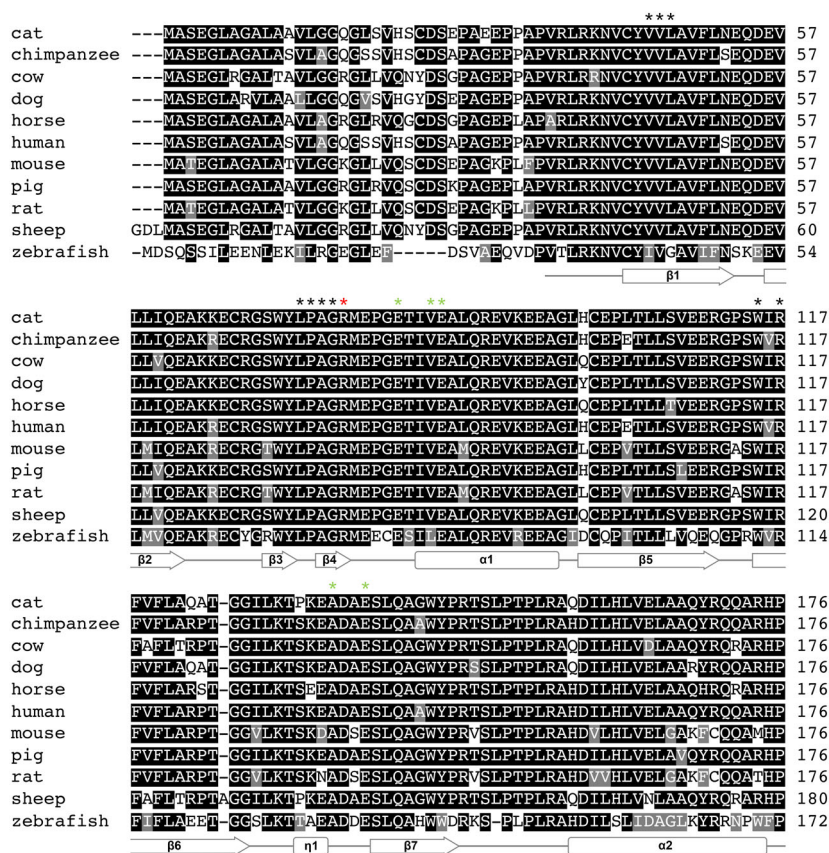 ***
cat ---MASEGLAGALAAVLGGQGLSVHSCDSEPAEEPPAPVRLRKNVCYVVLAVFLNEQDEV 57
chimpanzee ---MASEGLAGALASVLAGQGSSVHSCDSAPAGEPPAPVRLRKNVCYVVLAVFLSEQDEV 57
cow ---MASEGLRGALTAVLGGRGLLVQNYDSGPAGEPPAPVRLRRNVCYVVLAVFLNEQDEV 57
dog ---MASEGLARVLAALLGGQGVSVHGYDSEPAGEPPAPVRLRKNVCYVVLAVFLNEQDEV 57
horse ---MASEGLAGALAAVLAGRGLRVQGCDSGPAGEPLAPARLRKNVCYVVLAVFLNEQDEV 57
human ---MASEGLAGALASVLAGQGSSVHSCDSAPAGEPPAPVRLRKNVCYVVLAVFLSEQDEV 57
mouse ---MATEGLAGALATVLGGKGLLVQSCDSEPAGKPLFPVRLRKNVCYVVLAVFLNEQDEV 57
pig ---MASEGLAGALAAVLGGRGLRVQSCDSKPAGEPPAPVRLRKNVCYVVLAVFLNEQDEV 57
rat ---MATEGLAGALATVLGGKGLLVQSCDSEPAGKPLLPVRLRKNVCYVVLAVFLNEQDEV 57
sheep GDLMASEGLRGALTAVLGGRGLLVQNYDSGPAGEPPAPVRLRKNVCYVVLAVFLNEQDEV 60
zebrafish -MDSQSSILEENLEKILRGEGLEF-----DSVAEQVDPVTLRKNVCYIVGAVIFNSKEEV 54
β1
***** * ** * *
cat LLIQEAKKECRGSWYLPAGRMEPGETIVEALQREVKEEAGLHCEPLTLLSVEERGPSWIR 117
chimpanzee LLIQEAKRECRGSWYLPAGRMEPGETIVEALQREVKEEAGLHCEPETLLSVEERGPSWVR 117
cow LLVQEAKKECRGSWYLPAGRMEPGETIVEALQREVKEEAGLQCEPLTLLSVEERGPSWIR 117
dog LLIQEAKKECRGSWYLPAGRMEPGETIVEALQREVKEEAGLYCEPLTLLSVEERGPSWIR 117
horse LLIQEAKKECRGSWYLPAGRMEPGETIVEALQREVKEEAGLQCEPLTLLTVEERGPSWIR 117
human LLIQEAKRECRGSWYLPAGRMEPGETIVEALQREVKEEAGLHCEPETLLSVEERGPSWVR 117
mouse LMIQEAKRECRGTWYLPAGRMEPGETIVEAMQREVKEEAGLLCEPVTLLSVEERGASWIR 117
pig LLVQEAKKECRGSWYLPAGRMEPGETIVEALQREVKEEAGLHCEPLTLLSLEERGPSWIR 117
rat LMIQEAKRECRGTWYLPAGRMEPGETIVEAMQREVKEEAGLLCEPVTLLSVEERGASWIR 117
sheep LLVQEAKKECRGSWYLPAGRMEPGETIVEALQREVKEEAGLQCEPLTLLSVEERGPSWIR 120
zebrafish LMVQEAKRECYGRWYLPAGRMEECESILEALQREVREEAGIDCQPITLLLVQEQGPRWVR 114
β2 β3 β4 α1 β5
* *
cat FVFLAQAT-GGILKTPKEADAESLQAGWYPRTSLPTPLRAQDILHLVELAAQYRQQARHP 176
chimpanzee FVFLARPT-GGILKTSKEADAESLQAAWYPRTSLPTPLRAHDILHLVELAAQYRQQARHP 176
cow FAFLTRPT-GGILKTSKEADAESLQAGWYPRTSLPTPLRAQDILHLVDLAAQYRQRARHP 176
dog FVFLAQAT-GGILKTSKEADAESLQAGWYPRSSLPTPLRAQDILHLVELAARYRQQARHP 176
horse FVFLARST-GGILKTSEEADAESLQAGWYPRTSLPTPLRAHDILHLVELAAQHRQRARHP 176
human FVFLARPT-GGILKTSKEADAESLQAAWYPRTSLPTPLRAHDILHLVELAAQYRQQARHP 176
mouse FVFLARPT-GGVLKTSKDADSESLQAGWYPRVSLPTPLRAHDVLHLVELGAKFCQQAMHP 176
pig FVFLARPT-GGILKTSKEADAESLQAGWYPRTSLPTPLRAHDILHLVELAVQYRQQARHP 176
rat FVFLARPT-GGVLKTSKNADSESLQAGWYPRVSLPTPLRAHDVVHLVELGAKFCQQATHP 176
sheep FAFLTRPTAGGILKTPKEADAESLQAGWYPRTSLPTPLRAQDILHLVNLAAQYRQRARHP 180
zebrafish FIFLAEET-GGSLKTTAEADDESLQAHWWDRKS-PLPLRAHDILSLIDAGLKYRRNPWFP 172
β6 η1 β7 α2